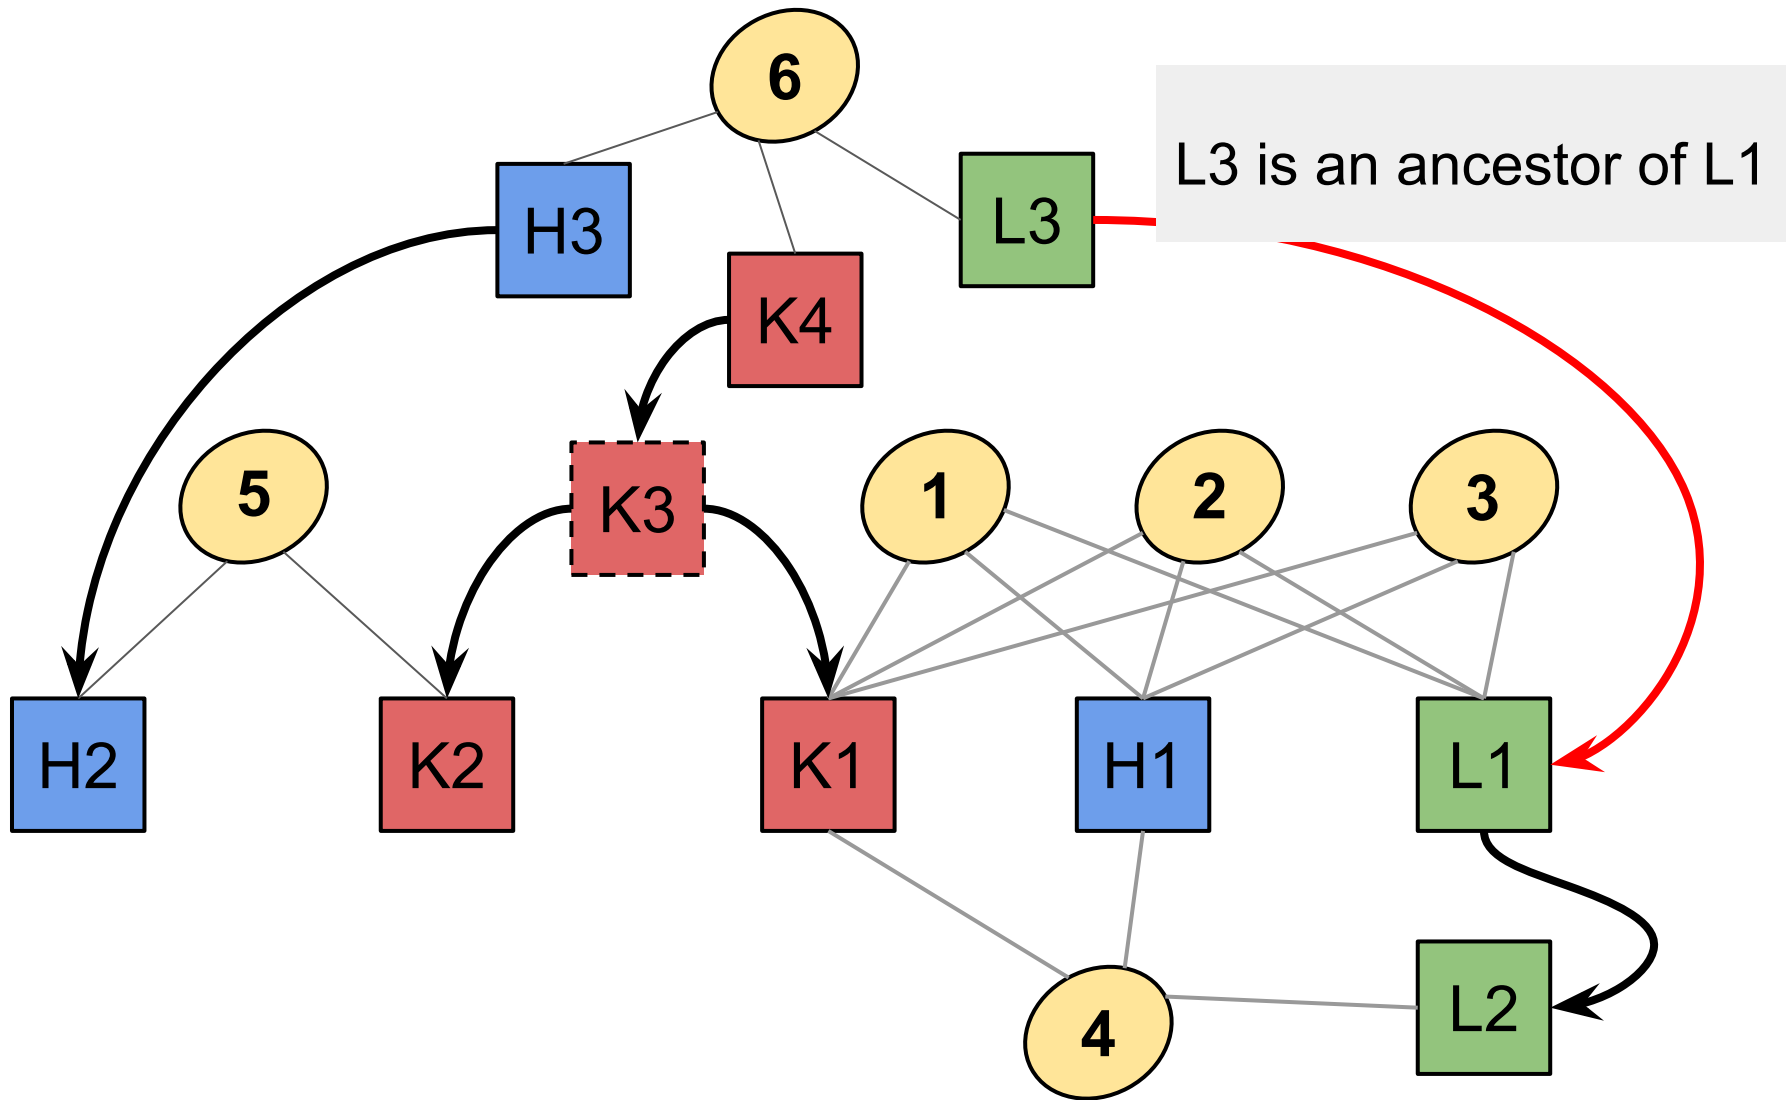 6
L3 is an ancestor of L1
H3
L3
K4
5
K3
1
2
3
H2
K2
K1
H1
L1
L2
4